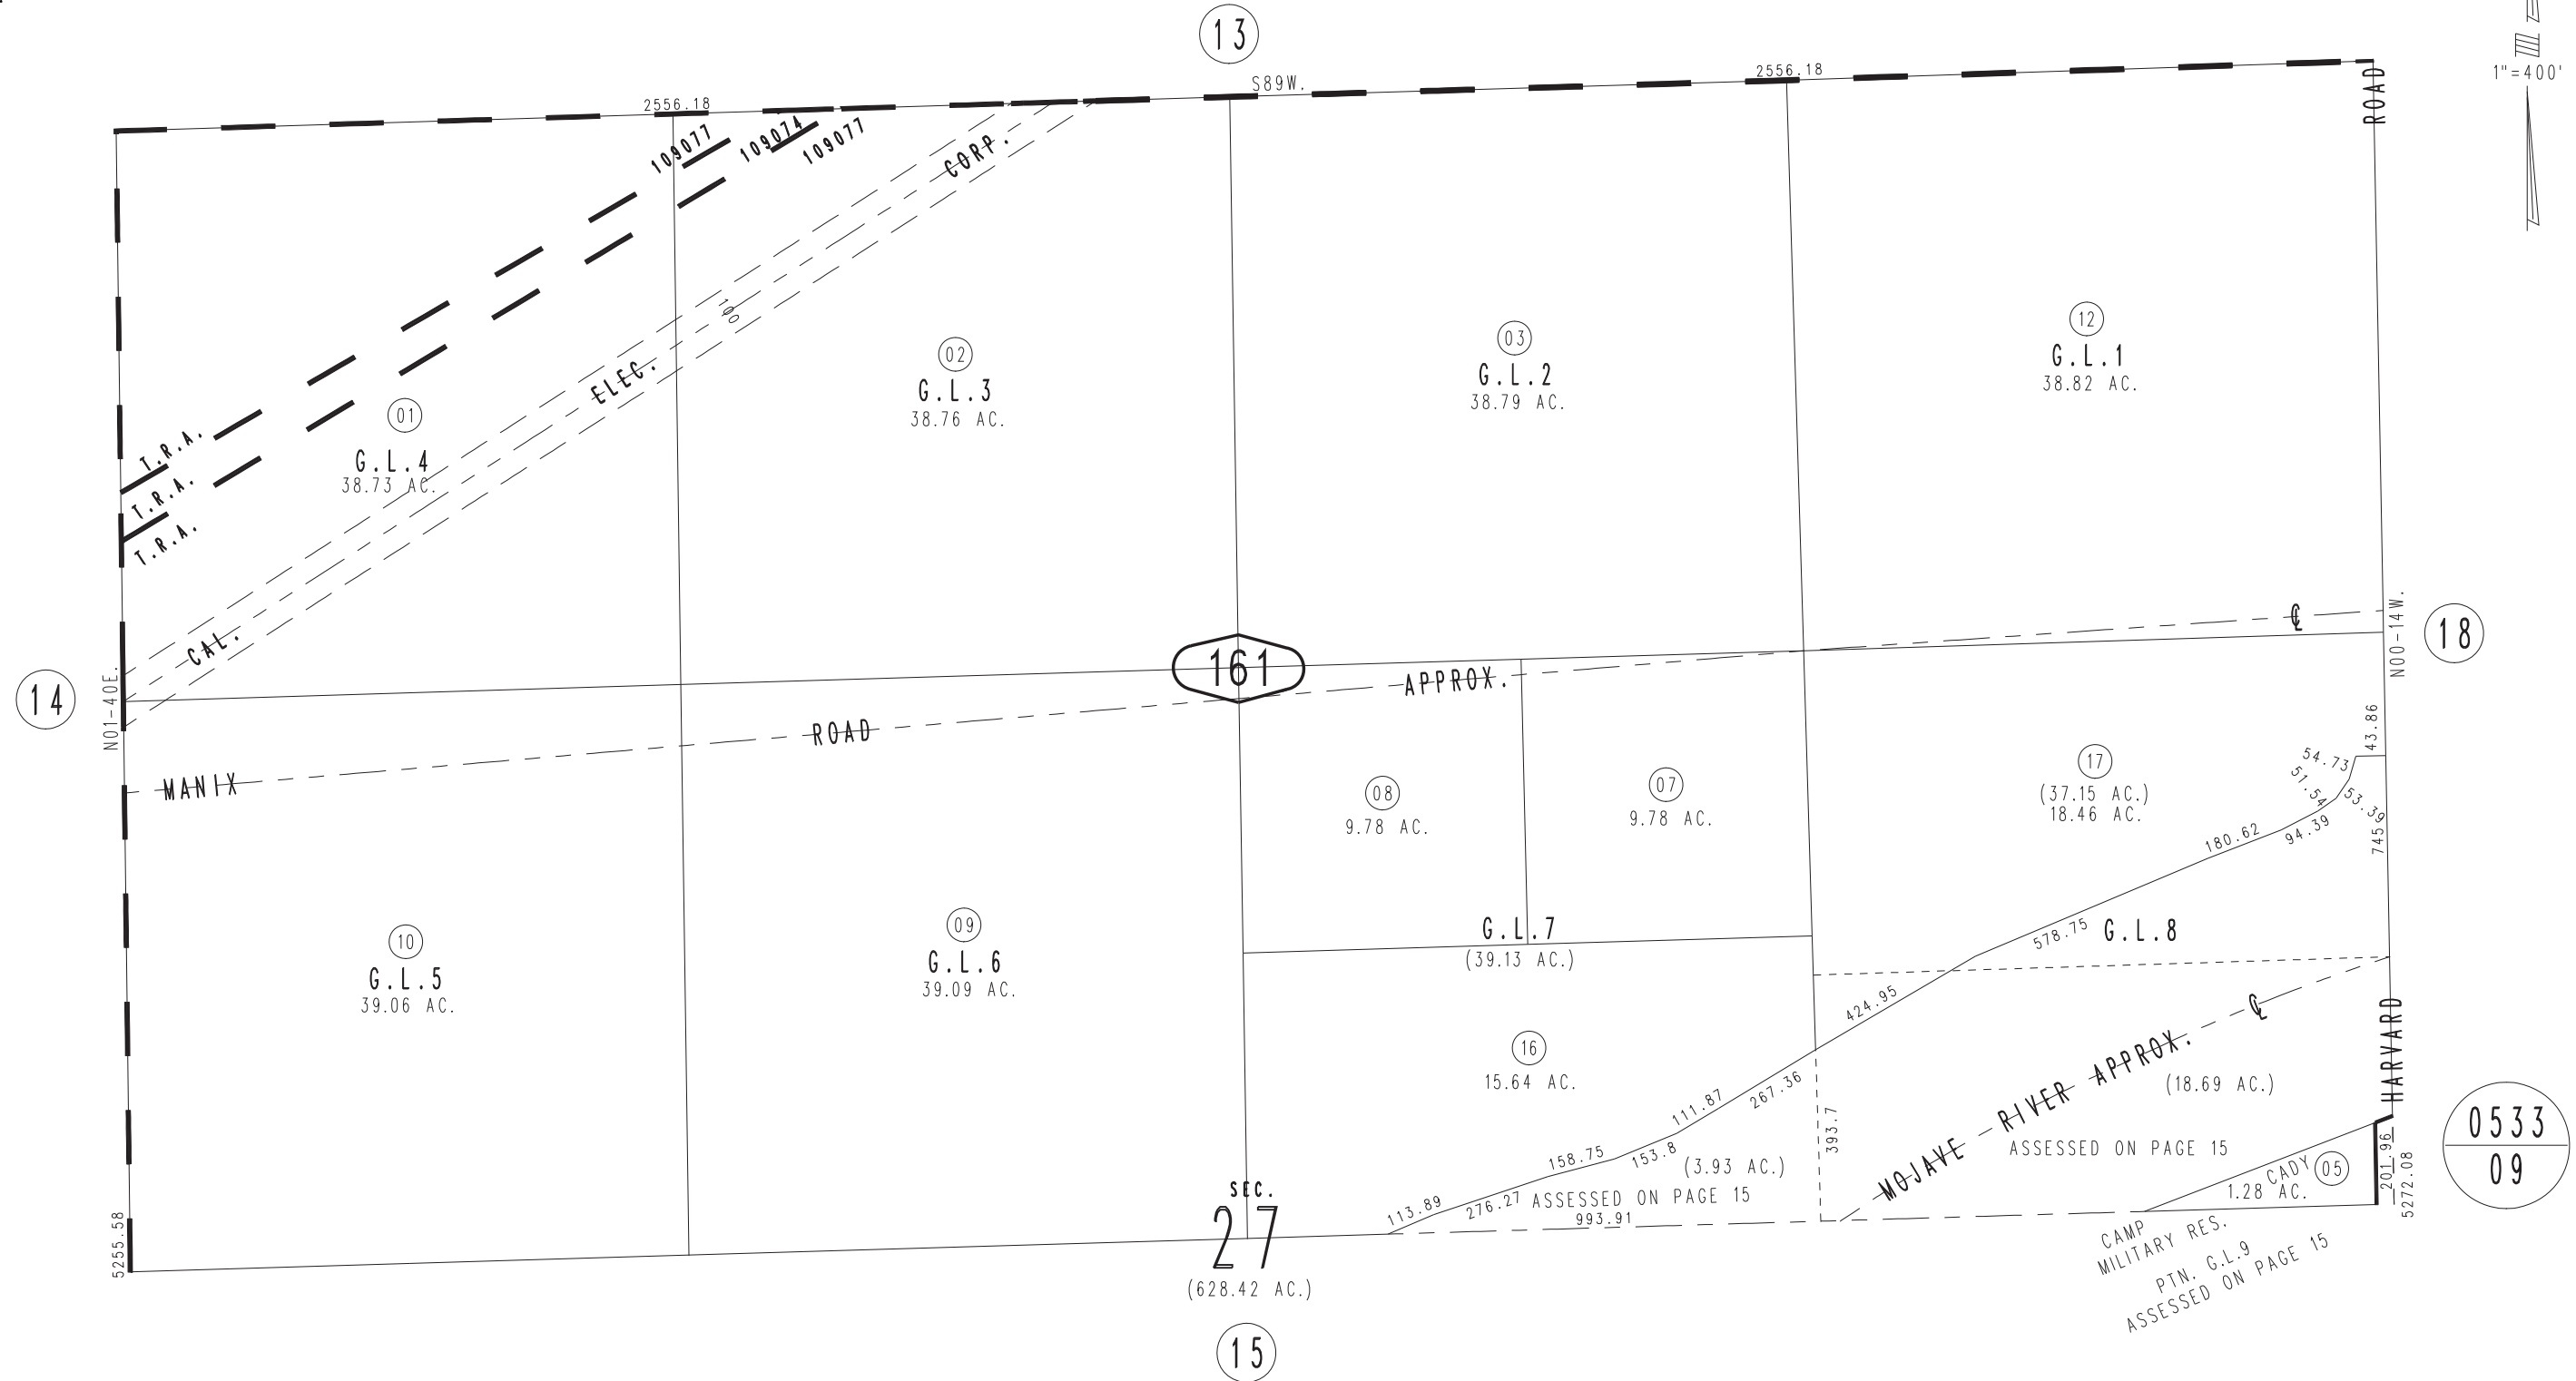 13
1"=400'
S89W.
2556.18
2556.18
ROAD
109077
109074
109077
CORP.
100
ELEC.
CAL.
T.R.A.
T.R.A.
T.R.A.
01
G.L.4
38.73 AC.
02
G.L.3
38.76 AC.
03
G.L.2
38.79 AC.
12
G.L.1
38.82 AC.
14
N01-40E.
161
18
N00-14W.
MANIX
ROAD
APPROX.
℄
08
9.78 AC.
07
9.78 AC.
17
(37.15 AC.)
18.46 AC.
43.86
54.73
51.54
53.39
94.39
180.62
745
578.75
G.L.8
G.L.7
(39.13 AC.)
10
G.L.5
39.06 AC.
09
G.L.6
39.09 AC.
16
15.64 AC.
424.95
267.36
111.87
153.8
158.75
276.27
113.89
993.91
393.7
(3.93 AC.)
ASSESSED ON PAGE 15
MOJAVE RIVER APPROX. ℄
(18.69 AC.)
ASSESSED ON PAGE 15
HARVARD
201.96
5272.08
0533
09
05
1.28 AC.
CAMP CADY
MILITARY RES.
PTN. G.L.9
ASSESSED ON PAGE 15
5255.58
SEC.
27
(628.42 AC.)
15